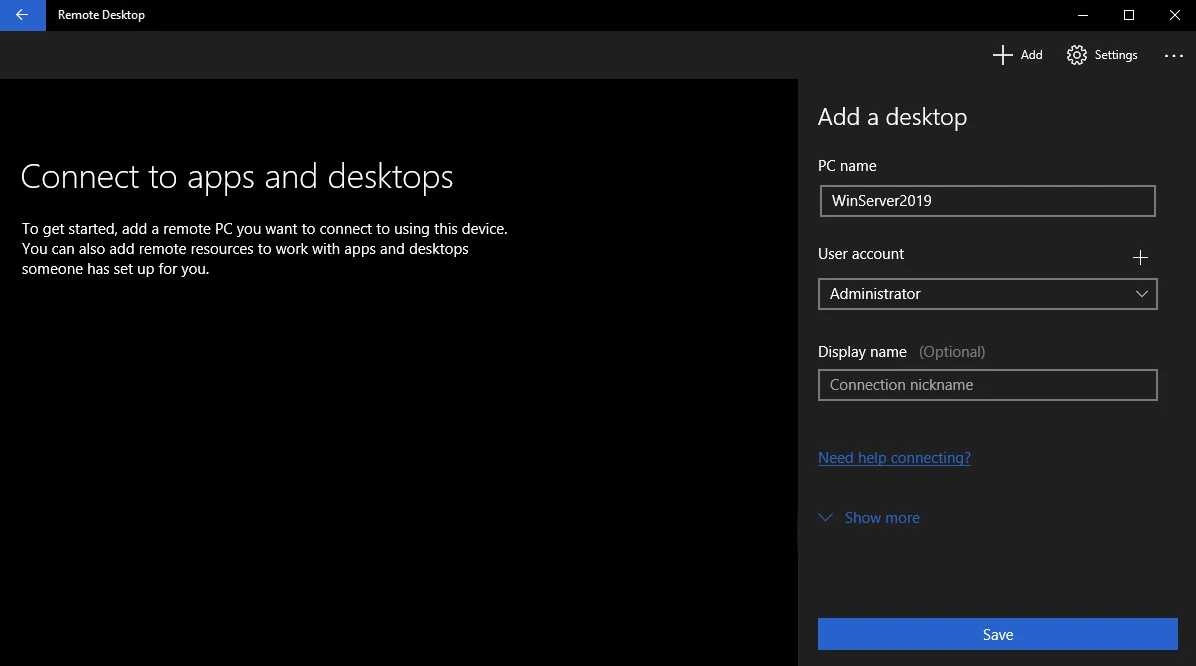 Remote Desktop
Add
Settings
Connect to apps and desktops
To get started, add a remote PC you want to connect to using this device.
You can also add remote resources to work with apps and desktops
someone has set up for you.
Add a desktop
PC name
WinServer2019
User account
Administrator
Display name (Optional)
Connection nickname
Need help connecting?
Show more
Save